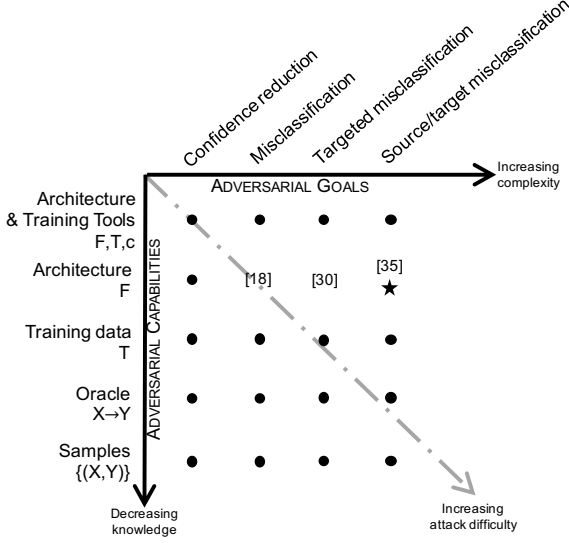 Confidence reduction
Misclassification
Targeted misclassification
Source/target misclassification
Increasing
complexity
ADVERSARIAL GOALS
ADVERSARIAL CAPABILITIES
Architecture
& Training Tools
F,T,c
Architecture
F
[18]
[30]
[35]
Training data
T
Oracle
X→Y
Samples
{(X,Y)}
Decreasing
knowledge
Increasing
attack difficulty